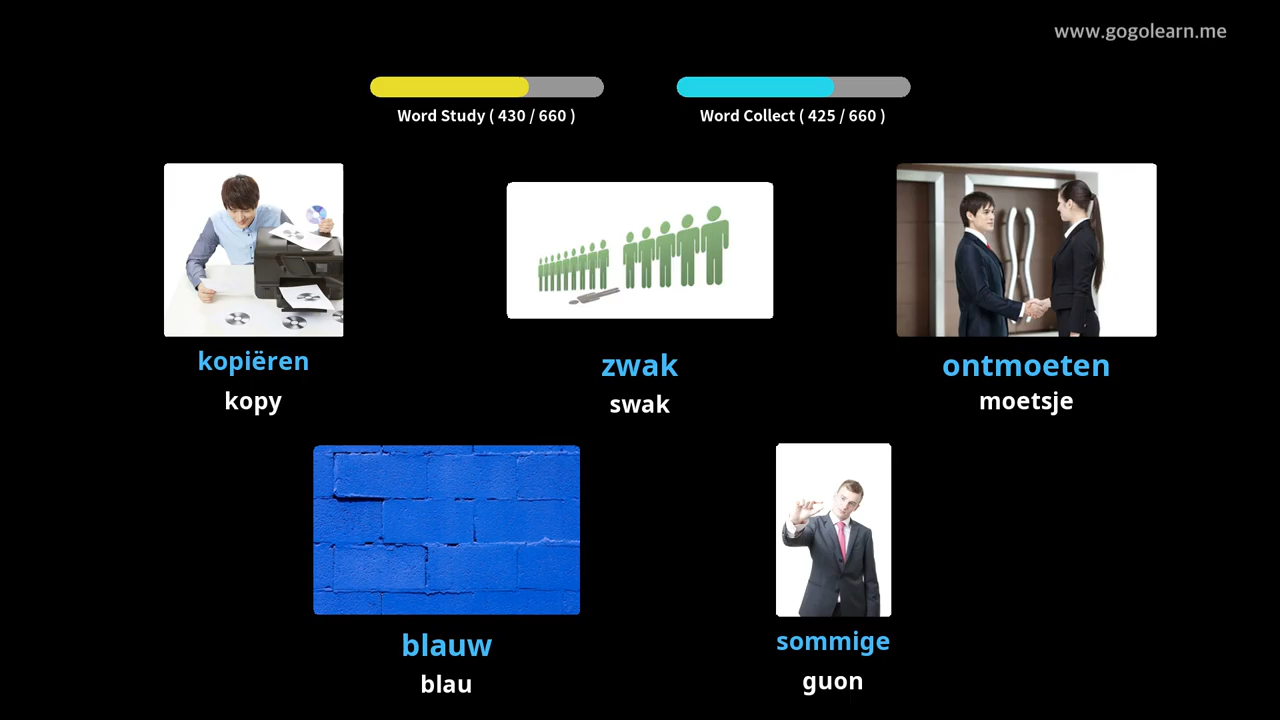 www.gogolearn.me
Word Study ( 430 / 660 )
Word Collect ( 425 / 660 )
kopiëren
kopy
zwak
swak
ontmoeten
moetsje
blauw
blau
sommige
guon